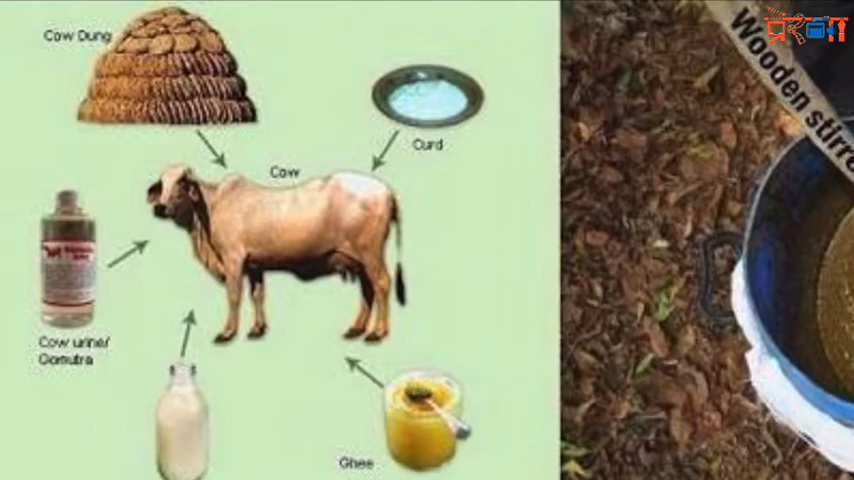 Cow Dung
Curd
Cow
Cow urine/
Gomutra
Ghee
Wooden stirre